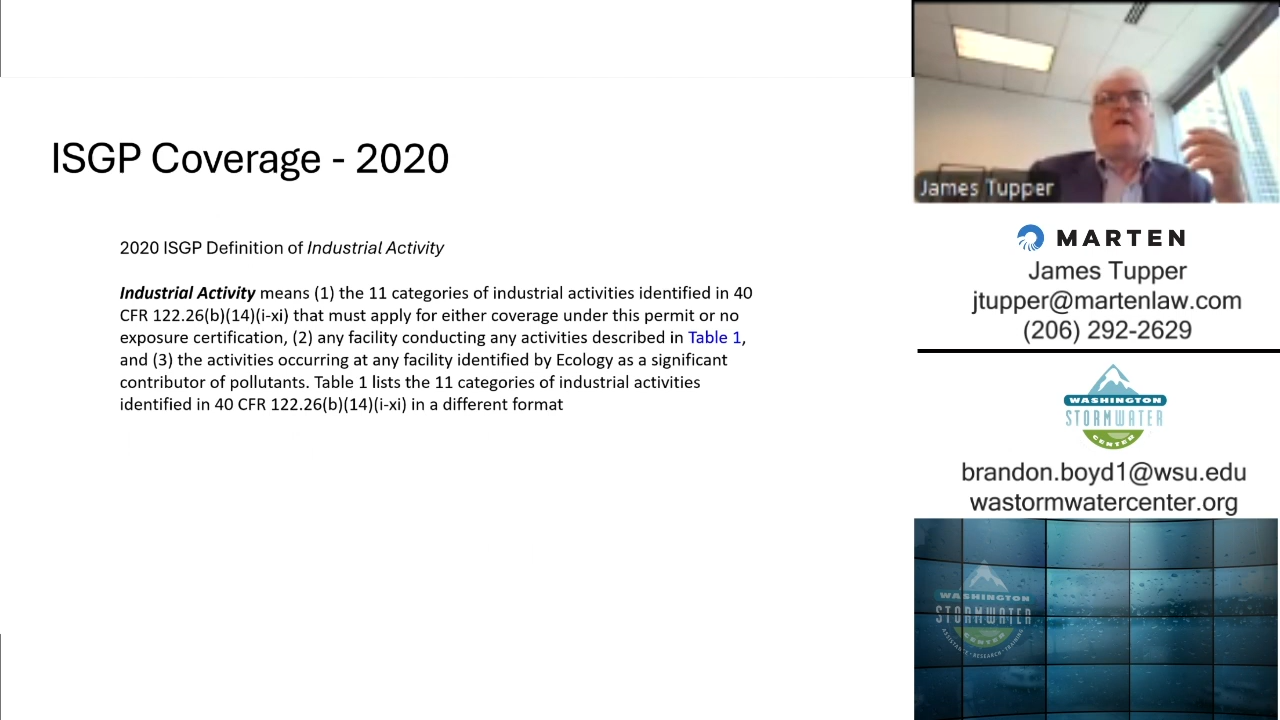 ISGP Coverage - 2020
2020 ISGP Definition of Industrial Activity
Industrial Activity means (1) the 11 categories of industrial activities identified in 40
CFR 122.26(b)(14)(i-xi) that must apply for either coverage under this permit or no
exposure certification, (2) any facility conducting any activities described in Table 1,
and (3) the activities occurring at any facility identified by Ecology as a significant
contributor of pollutants. Table 1 lists the 11 categories of industrial activities
identified in 40 CFR 122.26(b)(14)(i-xi) in a different format
James Tupper
MARTEN
James Tupper
jtupper@martenlaw.com
(206) 292-2629
WASHINGTON
STORMWATER
CENTER
brandon.boyd1@wsu.edu
wastormwatercenter.org
WASHINGTON
STORMWATER
CENTER
ASSISTANCE • RESEARCH • TRAINING